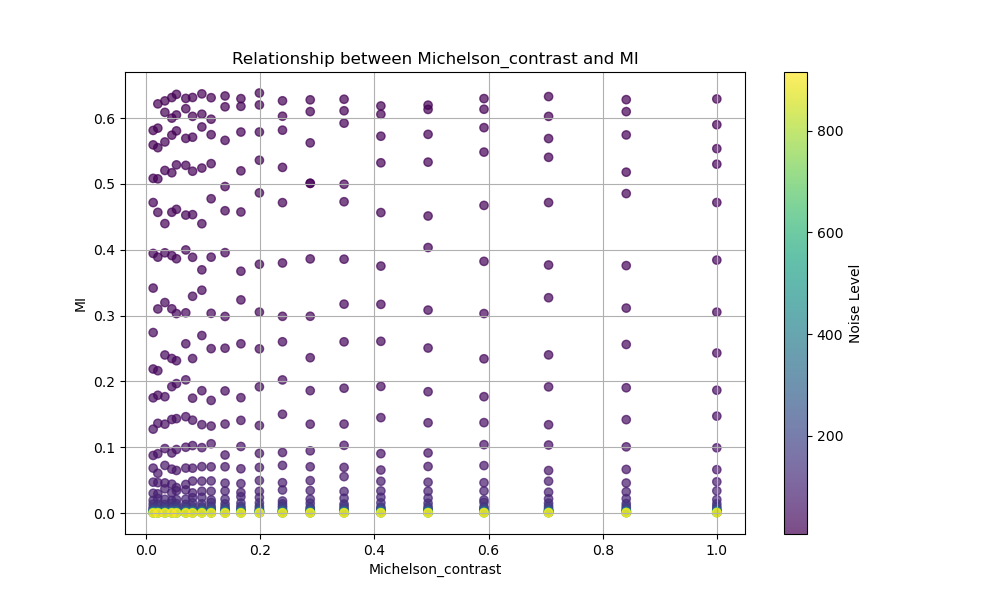 Relationship between Michelson_contrast and MI
MI
0.6
0.5
0.4
0.3
0.2
0.1
0.0
0.0 0.2 0.4 0.6 0.8 1.0
Michelson_contrast
800
600
400
200
Noise Level